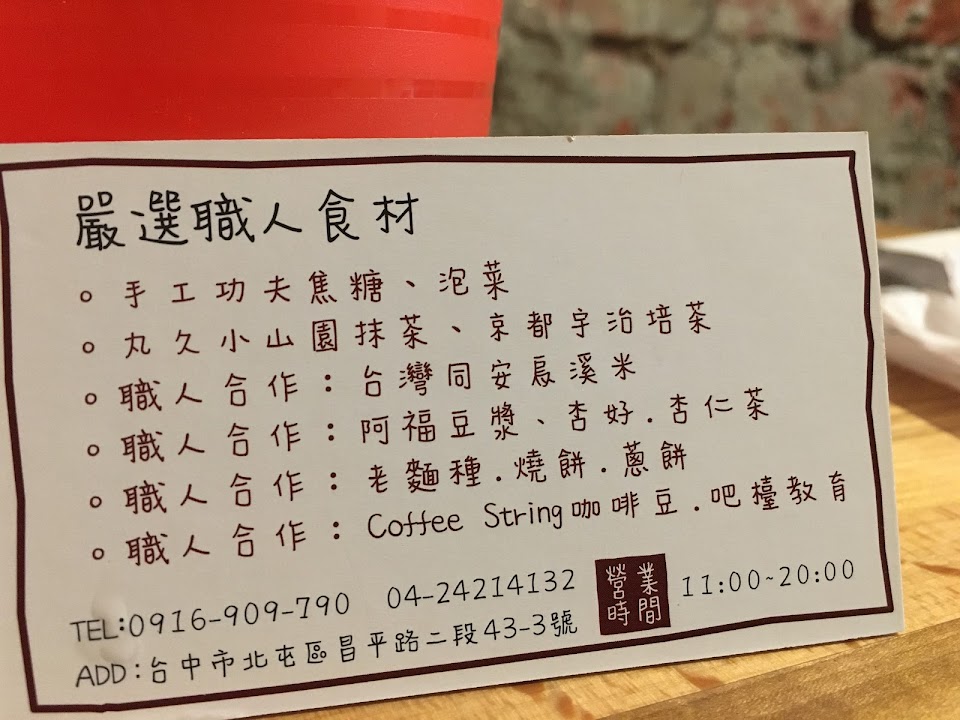 嚴選職人食材
。手工功夫焦糖、泡菜
。丸久小山園抹茶、京都宇治培茶
。職人合作：台灣同安辰溪米
。職人合作：阿福豆漿、杏好.杏仁茶
。職人合作：老麵種.燒餅.蔥餅
。職人合作：Coffee String咖啡豆.吧檯教育
TEL:0916-909-790 04-24214132 營業時間 11:00~20:00
ADD:台中市北屯區昌平路二段43-3號